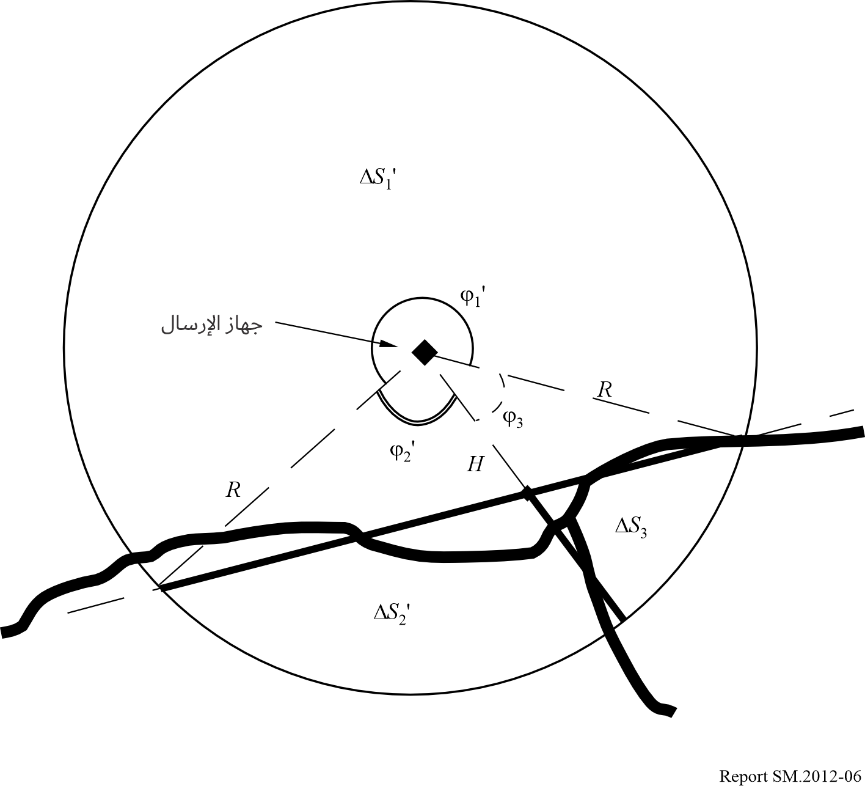 ΔS₁'
φ₁'
جهاز الإرسال
R
φ₃
φ₂'
H
R
ΔS₃
ΔS₂'
Report SM.2012-06